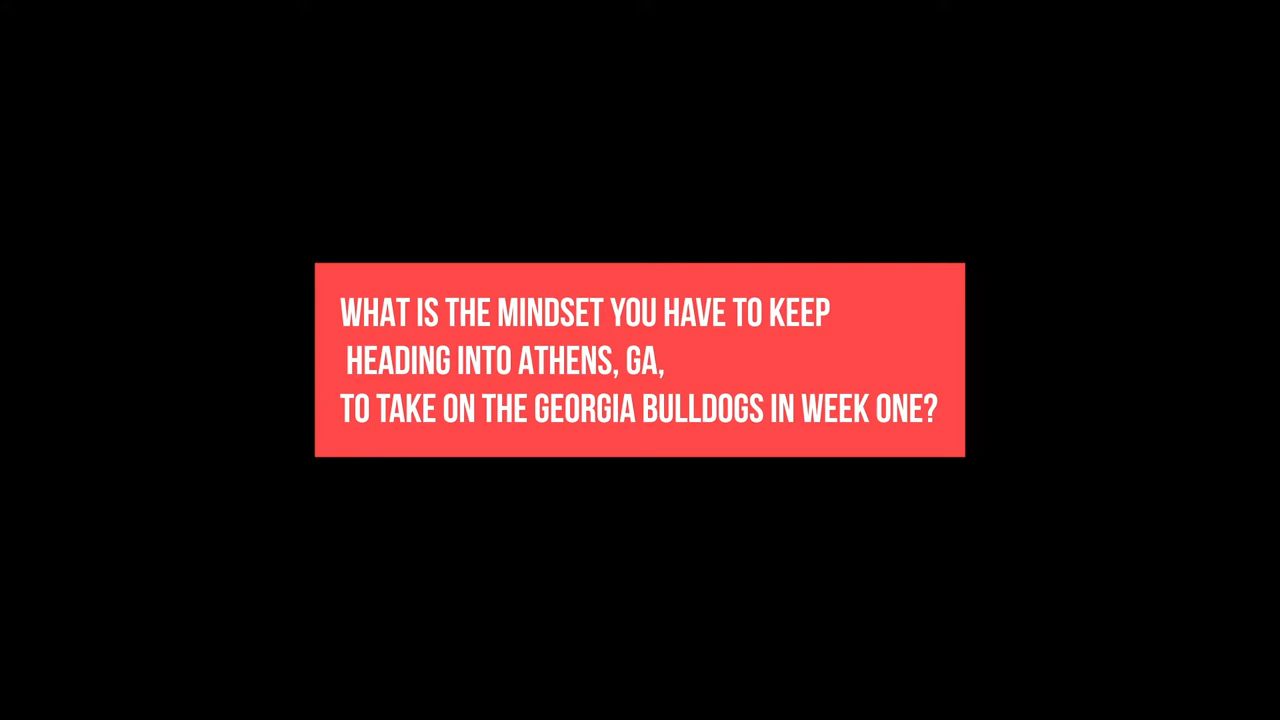 WHAT IS THE MINDSET YOU HAVE TO KEEP
HEADING INTO ATHENS, GA,
TO TAKE ON THE GEORGIA BULLDOGS IN WEEK ONE?